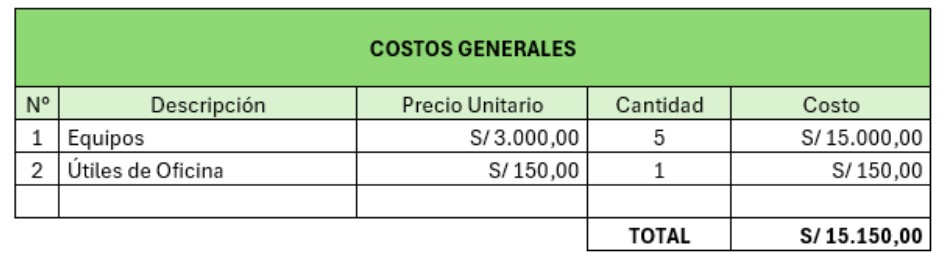 COSTOS GENERALES
Nº Descripción Precio Unitario Cantidad Costo
1 Equipos S/ 3.000,00 5 S/ 15.000,00
2 Útiles de Oficina S/ 150,00 1 S/ 150,00
TOTAL S/ 15.150,00